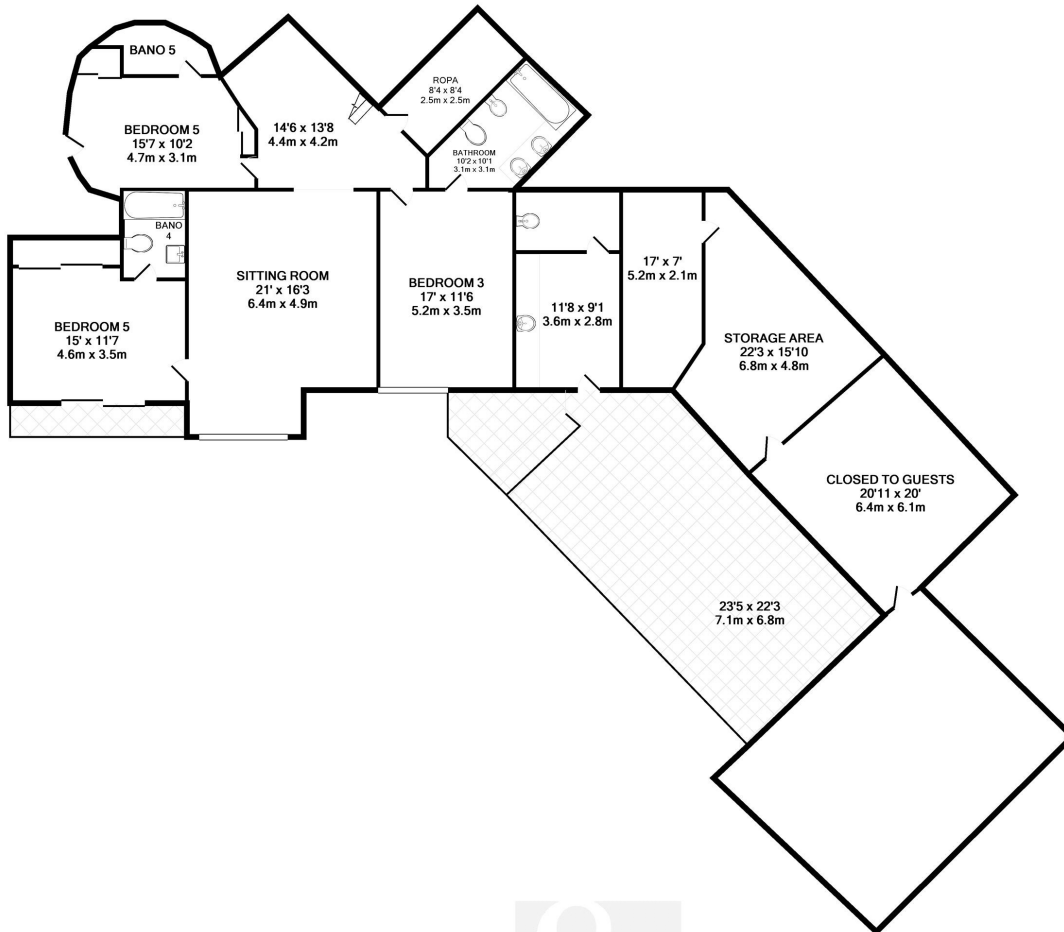 BANO 5
BEDROOM 5
15'7 x 10'2
4.7m x 3.1m
14'6 x 13'8
4.4m x 4.2m
ROPA
8'4 x 8'4
2.5m x 2.5m
BATHROOM
10'2 x 10'1
3.1m x 3.1m
BANO
4
BEDROOM 5
15' x 11'7
4.6m x 3.5m
SITTING ROOM
21' x 16'3
6.4m x 4.9m
BEDROOM 3
17' x 11'6
5.2m x 3.5m
11'8 x 9'1
3.6m x 2.8m
17' x 7'
5.2m x 2.1m
STORAGE AREA
22'3 x 15'10
6.8m x 4.8m
CLOSED TO GUESTS
20'11 x 20'
6.4m x 6.1m
23'5 x 22'3
7.1m x 6.8m